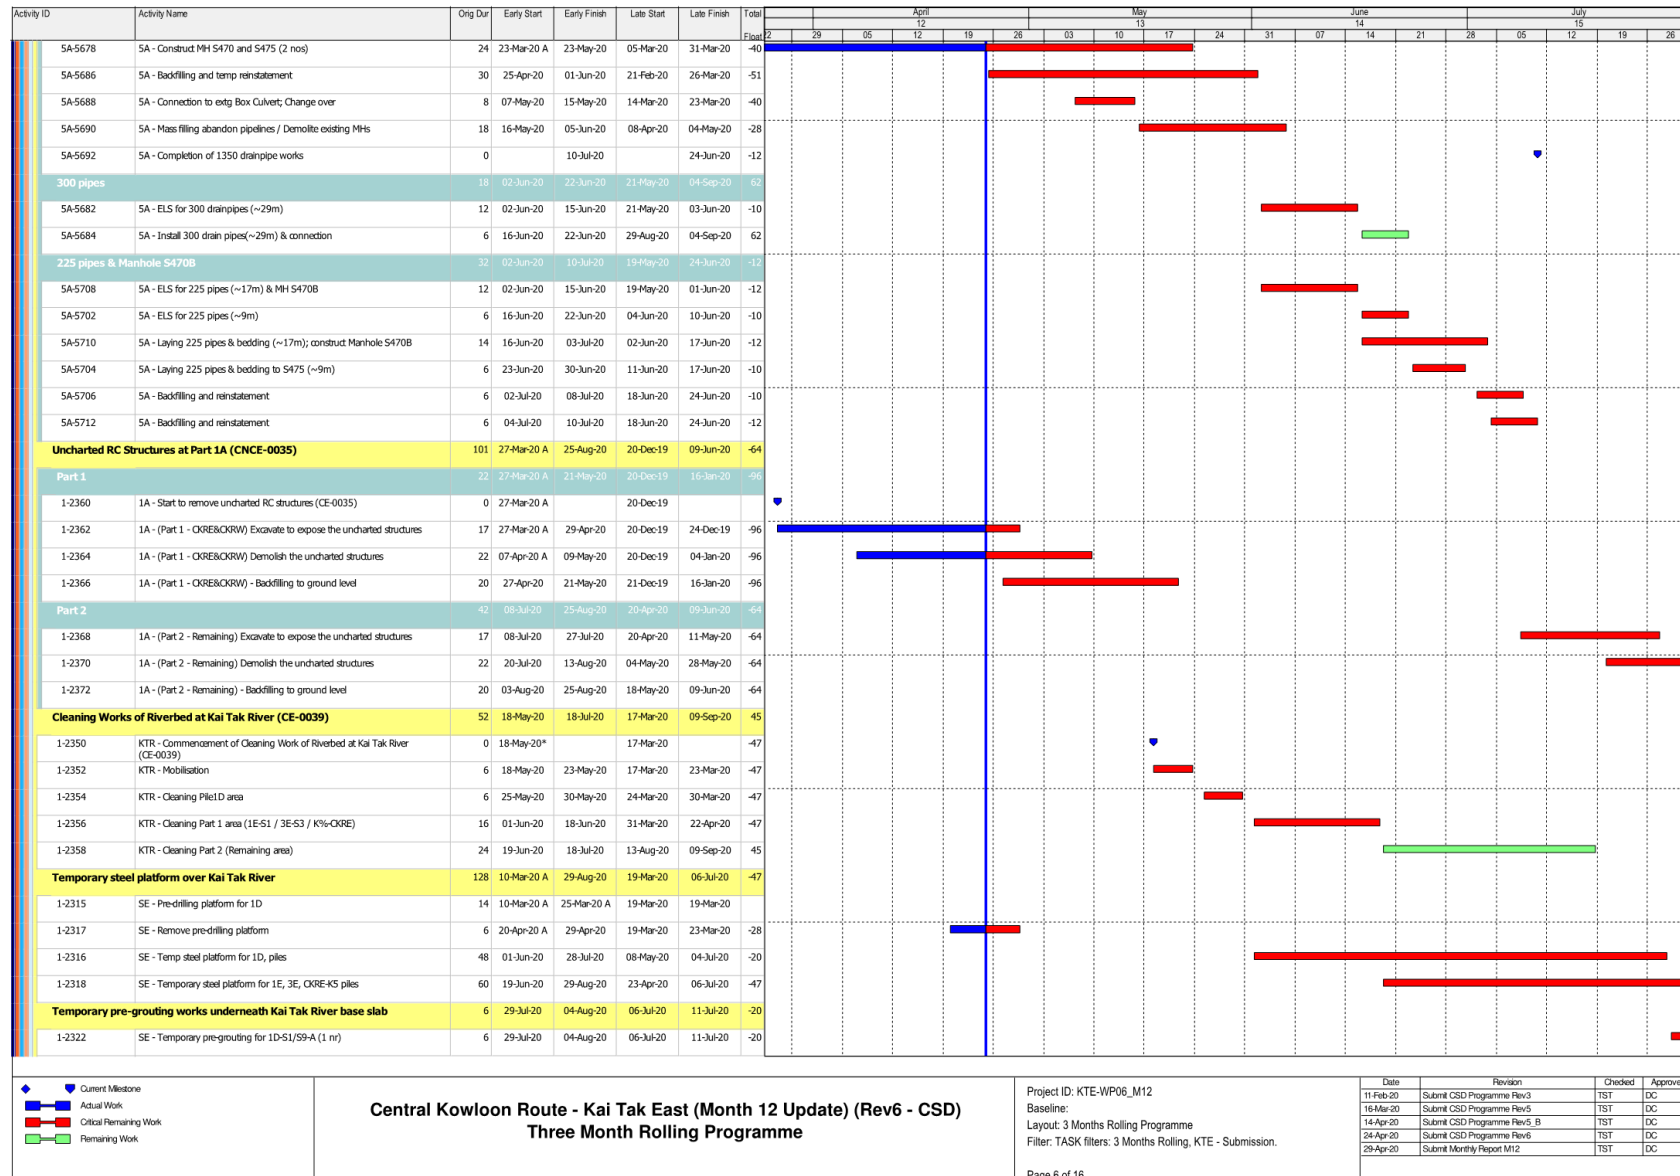 Activity ID Activity Name Orig Dur Early Start Early Finish Late Start Late Finish Total Float
April May June July
12 13 14 15
22 29 05 12 19 26 03 10 17 24 31 07 14 21 28 05 12 19 26
5A-5678 5A - Construct MH S470 and S475 (2 nos) 24 23-Mar-20 A 23-May-20 05-Mar-20 31-Mar-20 -40
5A-5686 5A - Backfilling and temp reinstatement 30 25-Apr-20 01-Jun-20 21-Feb-20 26-Mar-20 -51
5A-5688 5A - Connection to extg Box Culvert; Change over 8 07-May-20 15-May-20 14-Mar-20 23-Mar-20 -40
5A-5690 5A - Mass filling abandon pipelines / Demolite existing MHs 18 16-May-20 05-Jun-20 08-Apr-20 04-May-20 -28
5A-5692 5A - Completion of 1350 drainpipe works 0 10-Jul-20 24-Jun-20 -12
300 pipes 18 02-Jun-20 22-Jun-20 21-May-20 04-Sep-20 62
5A-5682 5A - ELS for 300 drainpipes (~29m) 12 02-Jun-20 15-Jun-20 21-May-20 03-Jun-20 -10
5A-5684 5A - Install 300 drain pipes(~29m) & connection 6 16-Jun-20 22-Jun-20 29-Aug-20 04-Sep-20 62
225 pipes & Manhole S470B 32 02-Jun-20 10-Jul-20 19-May-20 24-Jun-20 -12
5A-5708 5A - ELS for 225 pipes (~17m) & MH S470B 12 02-Jun-20 15-Jun-20 19-May-20 01-Jun-20 -12
5A-5702 5A - ELS for 225 pipes (~9m) 6 16-Jun-20 22-Jun-20 04-Jun-20 10-Jun-20 -10
5A-5710 5A - Laying 225 pipes & bedding (~17m); construct Manhole S470B 14 16-Jun-20 03-Jul-20 02-Jun-20 17-Jun-20 -12
5A-5704 5A - Laying 225 pipes & bedding to S475 (~9m) 6 23-Jun-20 30-Jun-20 11-Jun-20 17-Jun-20 -10
5A-5706 5A - Backfilling and reinstatement 6 02-Jul-20 08-Jul-20 18-Jun-20 24-Jun-20 -10
5A-5712 5A - Backfilling and reinstatement 6 04-Jul-20 10-Jul-20 18-Jun-20 24-Jun-20 -12
Uncharted RC Structures at Part 1A (CNCE-0035) 101 27-Mar-20 A 25-Aug-20 20-Dec-19 09-Jun-20 -64
Part 1 22 27-Mar-20 A 21-May-20 20-Dec-19 16-Jan-20 -96
1-2360 1A - Start to remove uncharted RC structures (CE-0035) 0 27-Mar-20 A 20-Dec-19
1-2362 1A - (Part 1 - CKRE&CKRW) Excavate to expose the uncharted structures 17 27-Mar-20 A 29-Apr-20 20-Dec-19 24-Dec-19 -96
1-2364 1A - (Part 1 - CKRE&CKRW) Demolish the uncharted structures 22 07-Apr-20 A 09-May-20 20-Dec-19 04-Jan-20 -96
1-2366 1A - (Part 1 - CKRE&CKRW) - Backfilling to ground level 20 27-Apr-20 21-May-20 21-Dec-19 16-Jan-20 -96
Part 2 42 08-Jul-20 25-Aug-20 20-Apr-20 09-Jun-20 -64
1-2368 1A - (Part 2 - Remaining) Excavate to expose the uncharted structures 17 08-Jul-20 27-Jul-20 20-Apr-20 11-May-20 -64
1-2370 1A - (Part 2 - Remaining) Demolish the uncharted structures 22 20-Jul-20 13-Aug-20 04-May-20 28-May-20 -64
1-2372 1A - (Part 2 - Remaining) - Backfilling to ground level 20 03-Aug-20 25-Aug-20 18-May-20 09-Jun-20 -64
Cleaning Works of Riverbed at Kai Tak River (CE-0039) 52 18-May-20 18-Jul-20 17-Mar-20 09-Sep-20 45
1-2350 KTR - Commencement of Cleaning Work of Riverbed at Kai Tak River 0 18-May-20* 17-Mar-20 -47
(CE-0039)
1-2352 KTR - Mobilisation 6 18-May-20 23-May-20 17-Mar-20 23-Mar-20 -47
1-2354 KTR - Cleaning Pile1D area 6 25-May-20 30-May-20 24-Mar-20 30-Mar-20 -47
1-2356 KTR - Cleaning Part 1 area (1E-S1 / 3E-S3 / K%-CKRE) 16 01-Jun-20 18-Jun-20 31-Mar-20 22-Apr-20 -47
1-2358 KTR - Cleaning Part 2 (Remaining area) 24 19-Jun-20 18-Jul-20 13-Aug-20 09-Sep-20 45
Temporary steel platform over Kai Tak River 128 10-Mar-20 A 29-Aug-20 19-Mar-20 06-Jul-20 -47
1-2315 SE - Pre-drilling platform for 1D 14 10-Mar-20 A 25-Mar-20 A 19-Mar-20 19-Mar-20
1-2317 SE - Remove pre-drilling platform 6 20-Apr-20 A 29-Apr-20 19-Mar-20 23-Mar-20 -28
1-2316 SE - Temp steel platform for 1D, piles 48 01-Jun-20 28-Jul-20 08-May-20 04-Jul-20 -20
1-2318 SE - Temporary steel platform for 1E, 3E, CKRE-K5 piles 60 19-Jun-20 29-Aug-20 23-Apr-20 06-Jul-20 -47
Temporary pre-grouting works underneath Kai Tak River base slab 6 29-Jul-20 04-Aug-20 06-Jul-20 11-Jul-20 -20
1-2322 SE - Temporary pre-grouting for 1D-S1/S9-A (1 nr) 6 29-Jul-20 04-Aug-20 06-Jul-20 11-Jul-20 -20
Current Milestone
Actual Work
Critical Remaining Work
Remaining Work
Central Kowloon Route - Kai Tak East (Month 12 Update) (Rev6 - CSD)
Three Month Rolling Programme
Project ID: KTE-WP06_M12
Baseline:
Layout: 3 Months Rolling Programme
Filter: TASK filters: 3 Months Rolling, KTE - Submission.
Page 6 of 16
Date Revision Checked Approve
11-Feb-20 Submit CSD Programme Rev3 TST DC
16-Mar-20 Submit CSD Programme Rev5 TST DC
14-Apr-20 Submit CSD Programme Rev5_B TST DC
24-Apr-20 Submit CSD Programme Rev6 TST DC
29-Apr-20 Submit Monthly Report M12 TST DC